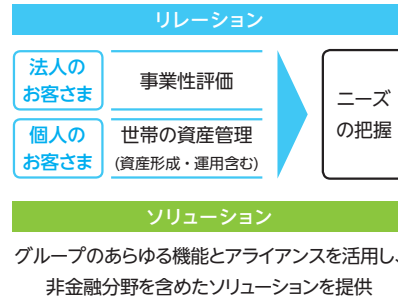 リレーション
法人の
お客さま
事業性評価
個人の
お客さま
世帯の資産管理
(資産形成・運用含む)
ニーズ
の把握
ソリューション
グループのあらゆる機能とアライアンスを活用し、
非金融分野を含めたソリューションを提供